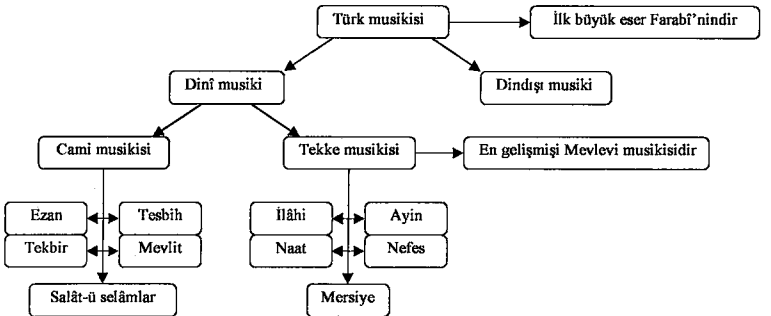 Türk musikisi
İlk büyük eser Farabî'nindir
Dinî musiki
Dindışı musiki
Cami musikisi
Tekke musikisi
En gelişmişi Mevlevi musikisidir
Ezan
Tesbih
İlâhi
Ayin
Tekbir
Mevlit
Naat
Nefes
Salât-ü selâmlar
Mersiye